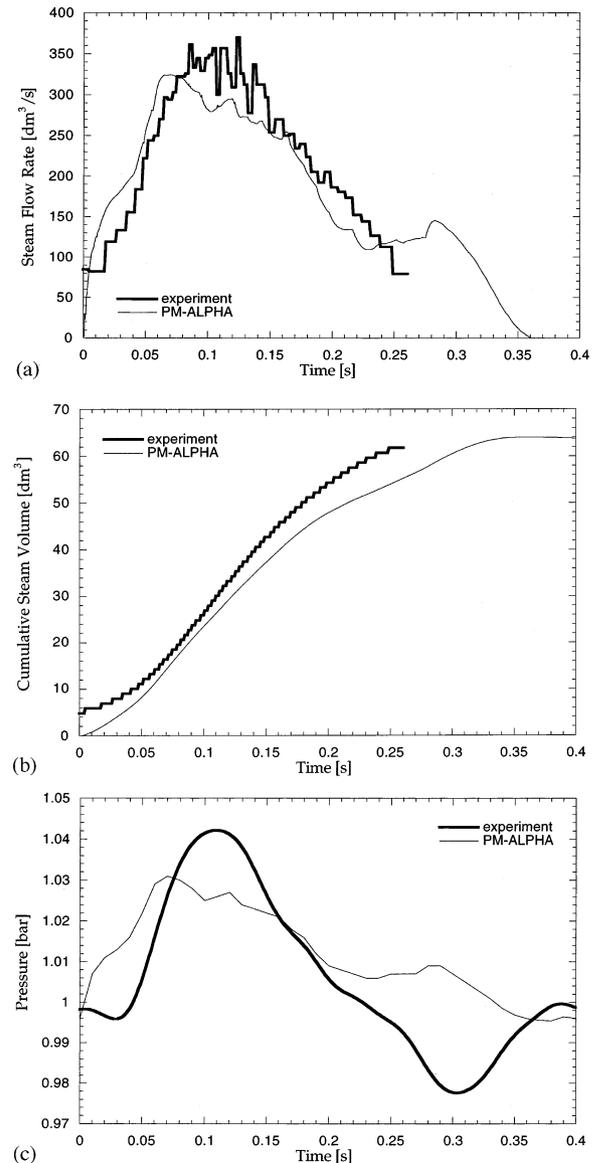 400
350
300
250
200
150
100
50
0
Steam Flow Rate [dm³/s]
experiment
PM-ALPHA
0 0.05 0.1 0.15 0.2 0.25 0.3 0.35 0.4
Time [s]
(a)
70
60
50
40
30
20
10
0
Cumulative Steam Volume [dm³]
experiment
PM-ALPHA
0 0.05 0.1 0.15 0.2 0.25 0.3 0.35 0.4
Time [s]
(b)
1.05
1.04
1.03
1.02
1.01
1
0.99
0.98
0.97
Pressure [bar]
experiment
PM-ALPHA
0 0.05 0.1 0.15 0.2 0.25 0.3 0.35 0.4
Time [s]
(c)